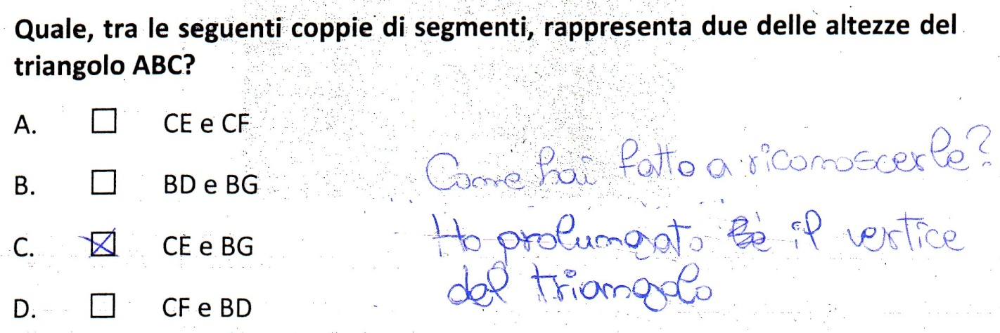 Quale, tra le seguenti coppie di segmenti, rappresenta due delle altezze del
triangolo ABC?
A. CE e CF
B. BD e BG
C. CE e BG
D. CF e BD
Come hai fatto a riconoscerle?
Ho prolungato il vertice
del triangolo